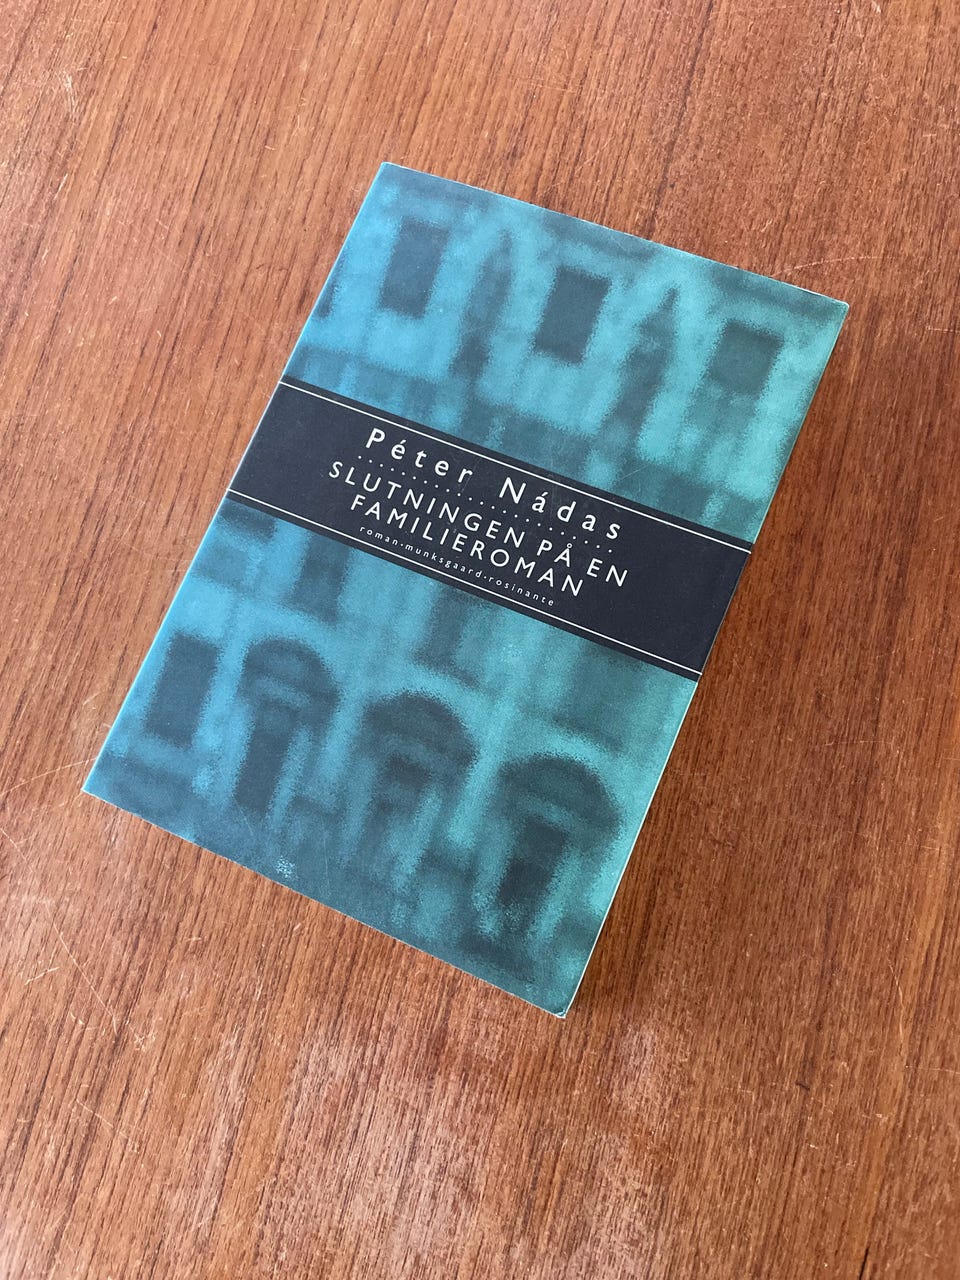 Péter Nádas
SLUTNINGEN PÅ EN
FAMILIEROMAN
roman·munksgaard·rosinante